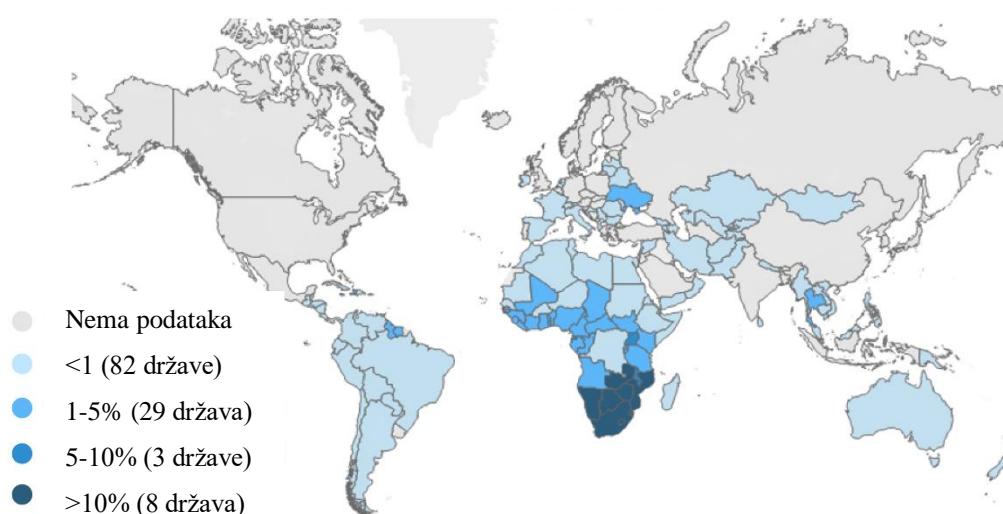 Nema podataka
<1 (82 države)
1-5% (29 država)
5-10% (3 države)
>10% (8 država)